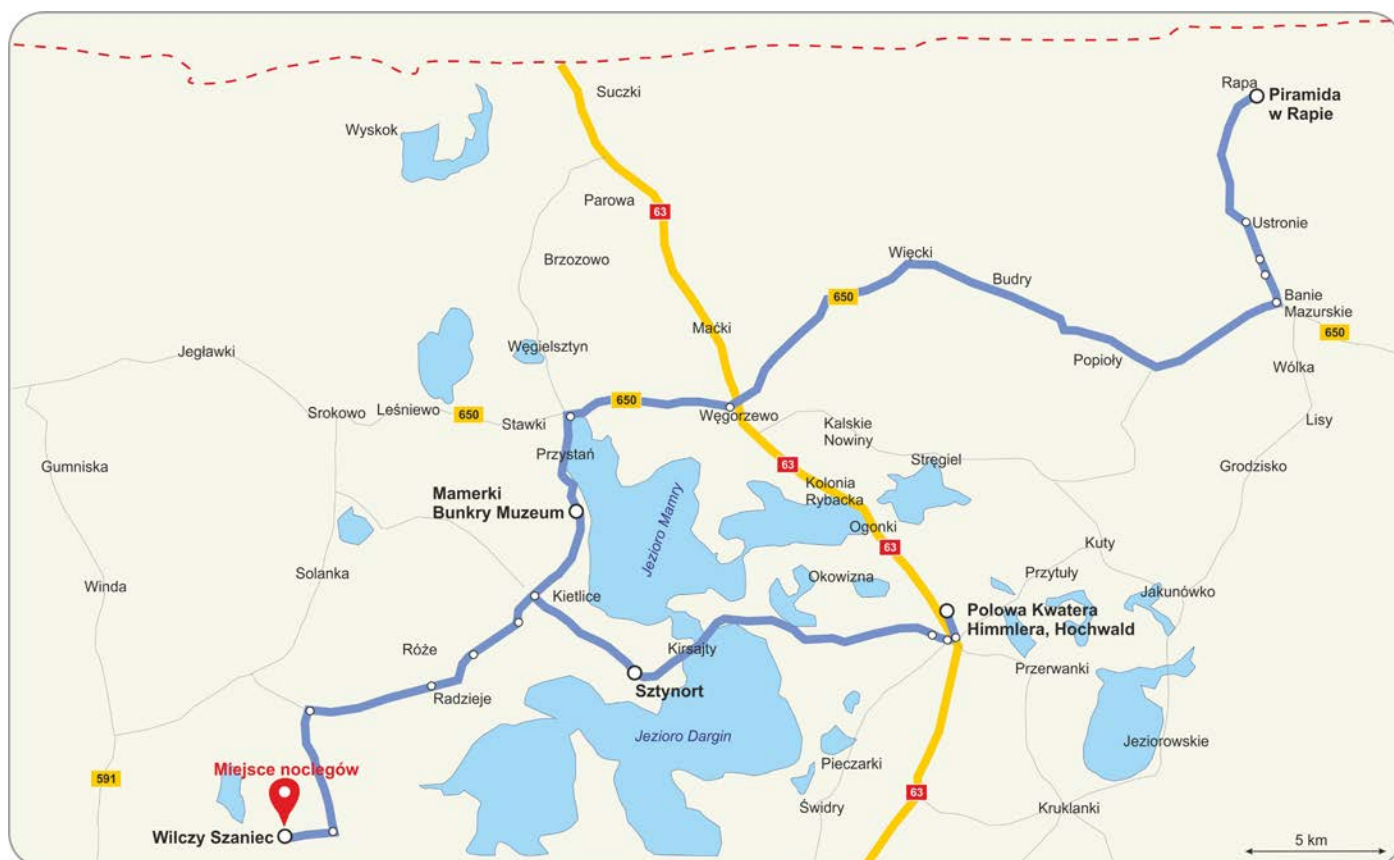 Suczki
Rapa
Piramida
w Rapie
Wyskok
Parowa
63
Ustronie
Więcki
Brzozowo
Budry
650
Banie
Mazurskie
Maćki
650
Węgielsztyn
Jegławki
Popioły
Wólka
Srokowo
Leśniewo
650
650
Stawki
Węgorzewo
Kalskie
Nowiny
Lisy
Przystań
Stręgiel
Gumniska
63
Grodzisko
Kolonia
Rybacka
Mamerki
Bunkry Muzeum
Jezioro Mamry
Ogonki
63
Kuty
Solanka
Winda
Okowizna
Przytuły
Jakunówko
Kietlice
Polowa Kwatera
Himmlera, Hochwald
Róże
Kirsajty
Przerwanki
Radzieje
Sztynort
Jezioro Dargin
Jeziorowskie
Miejsce noclegów
Pieczarki
591
63
Świdry
Kruklanki
Wilczy Szaniec
5 km